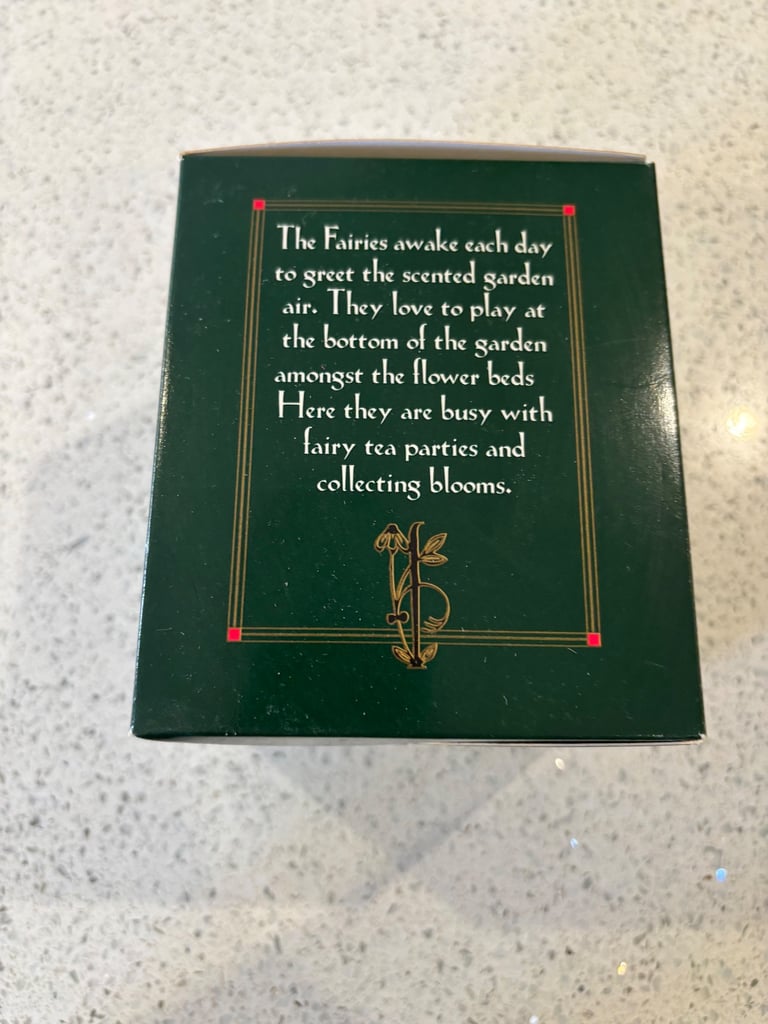 The Fairies awake each day
to greet the scented garden
air. They love to play at
the bottom of the garden
amongst the flower beds
Here they are busy with
fairy tea parties and
collecting blooms.